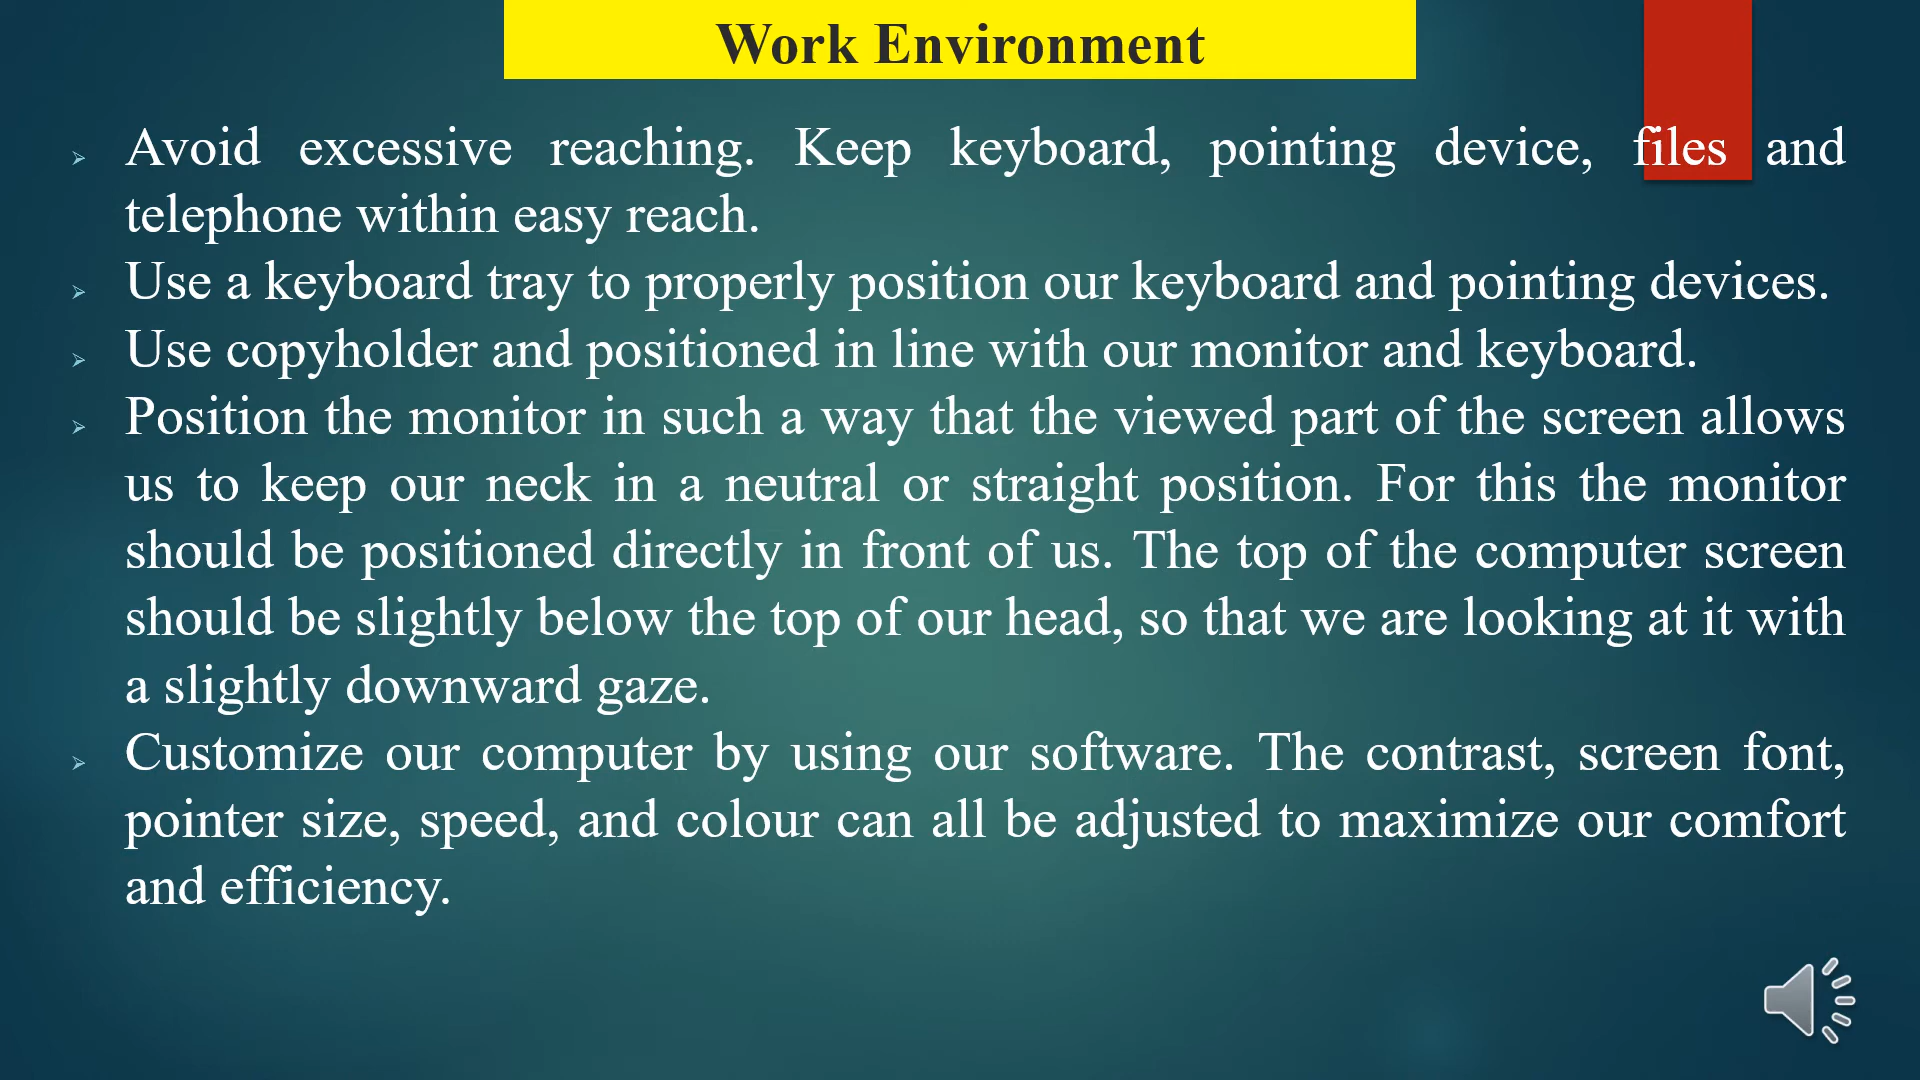 Work Environment
Avoid excessive reaching. Keep keyboard, pointing device, files and
telephone within easy reach.
Use a keyboard tray to properly position our keyboard and pointing devices.
Use copyholder and positioned in line with our monitor and keyboard.
Position the monitor in such a way that the viewed part of the screen allows
us to keep our neck in a neutral or straight position. For this the monitor
should be positioned directly in front of us. The top of the computer screen
should be slightly below the top of our head, so that we are looking at it with
a slightly downward gaze.
Customize our computer by using our software. The contrast, screen font,
pointer size, speed, and colour can all be adjusted to maximize our comfort
and efficiency.